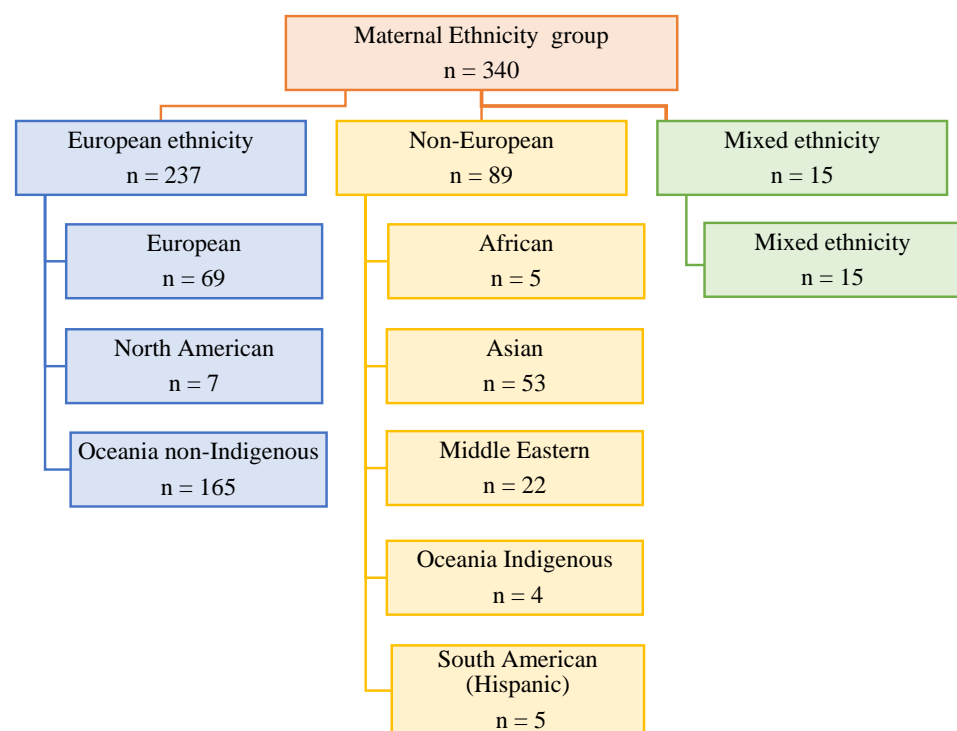 Maternal Ethnicity group
n = 340
European ethnicity
n = 237
European
n = 69
North American
n = 7
Oceania non-Indigenous
n = 165
Non-European
n = 89
African
n = 5
Asian
n = 53
Middle Eastern
n = 22
Oceania Indigenous
n = 4
South American
(Hispanic)
n = 5
Mixed ethnicity
n = 15
Mixed ethnicity
n = 15